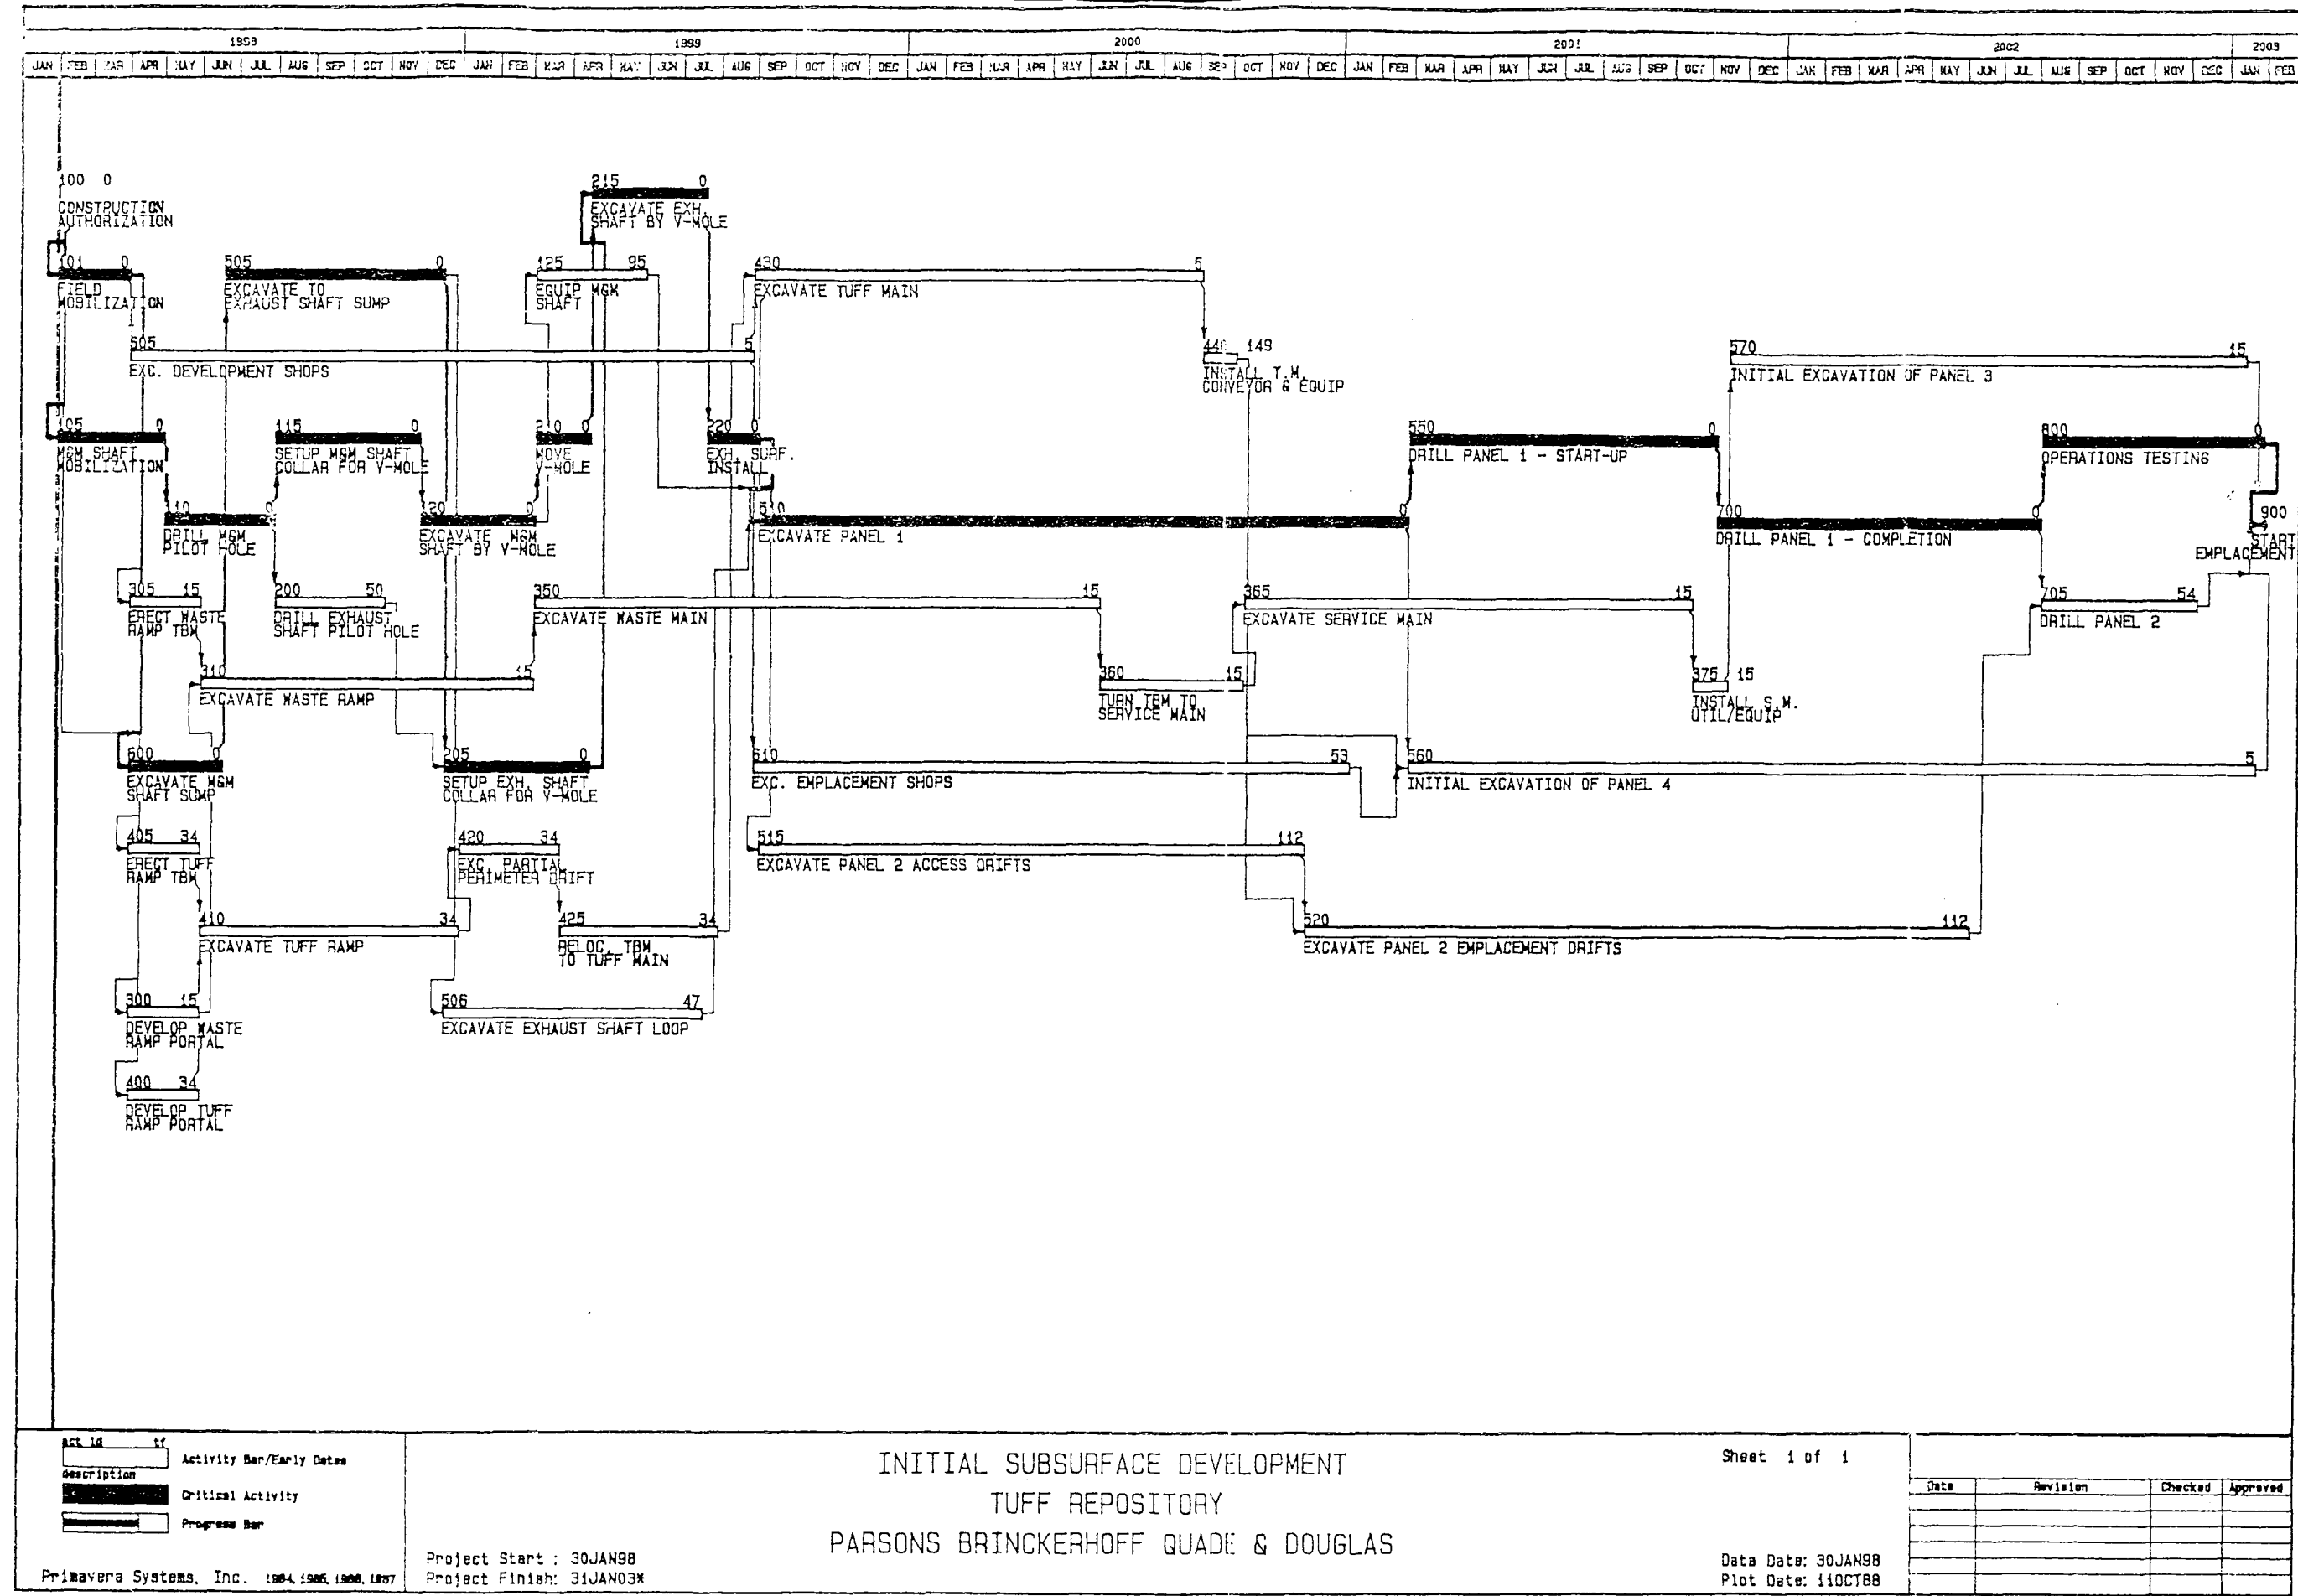 1998 1999 2000 2001 2002 2003
JAN FEB MAR APR MAY JUN JUL AUG SEP OCT NOV DEC JAN FEB MAR APR MAY JUN JUL AUG SEP OCT NOV DEC JAN FEB MAR APR MAY JUN JUL AUG SEP OCT NOV DEC JAN FEB MAR APR MAY JUN JUL AUG SEP OCT NOV DEC JAN FEB MAR APR MAY JUN JUL AUG SEP OCT NOV DEC JAN FEB
100 0
CONSTRUCTION
AUTHORIZATION
215 0
EXCAVATE EXH.
SHAFT BY V-MOLE
101 0
FIELD
MOBILIZATION
505 0
EXCAVATE TO
EXHAUST SHAFT SUMP
125 95
EQUIP M&M
SHAFT
430 5
EXCAVATE TUFF MAIN
605 5
EXC. DEVELOPMENT SHOPS
440 149
INSTALL T.M.
CONVEYOR & EQUIP
570 15
INITIAL EXCAVATION OF PANEL 3
105 0
M&M SHAFT
MOBILIZATION
115 0
SETUP M&M SHAFT
COLLAR FOR V-MOLE
210 0
MOVE
V-MOLE
220 0
EXH. SURF.
INSTALL
550 0
DRILL PANEL 1 - START-UP
800 0
OPERATIONS TESTING
110 0
DRILL M&M
PILOT HOLE
120 0
EXCAVATE M&M
SHAFT BY V-MOLE
510 0
EXCAVATE PANEL 1
700 0
DRILL PANEL 1 - COMPLETION
900
START
EMPLACEMENT
305 15
ERECT WASTE
RAMP TBM
200 50
DRILL EXHAUST
SHAFT PILOT HOLE
350 15
EXCAVATE WASTE MAIN
365 15
EXCAVATE SERVICE MAIN
705 54
DRILL PANEL 2
310 15
EXCAVATE WASTE RAMP
360 15
TURN TBM TO
SERVICE MAIN
375 15
INSTALL S.M.
UTIL/EQUIP
600 0
EXCAVATE M&M
SHAFT SUMP
205 0
SETUP EXH. SHAFT
COLLAR FOR V-MOLE
610 53
EXC. EMPLACEMENT SHOPS
560 5
INITIAL EXCAVATION OF PANEL 4
405 34
ERECT TUFF
RAMP TBM
420 34
EXC. PARTIAL
PERIMETER DRIFT
515 112
EXCAVATE PANEL 2 ACCESS DRIFTS
410 34
EXCAVATE TUFF RAMP
425 34
RELOC. TBM
TO TUFF MAIN
520 112
EXCAVATE PANEL 2 EMPLACEMENT DRIFTS
300 15
DEVELOP WASTE
RAMP PORTAL
506 47
EXCAVATE EXHAUST SHAFT LOOP
400 34
DEVELOP TUFF
RAMP PORTAL
act id tf
Activity Bar/Early Dates
description
Critical Activity
Progress Bar
Primavera Systems, Inc. 1984, 1985, 1986, 1987
Project Start : 30JAN98
Project Finish: 31JAN03*
INITIAL SUBSURFACE DEVELOPMENT
TUFF REPOSITORY
PARSONS BRINCKERHOFF QUADE & DOUGLAS
Sheet 1 of 1
Data Date: 30JAN98
Plot Date: 11OCT88
Date Revision Checked Approved